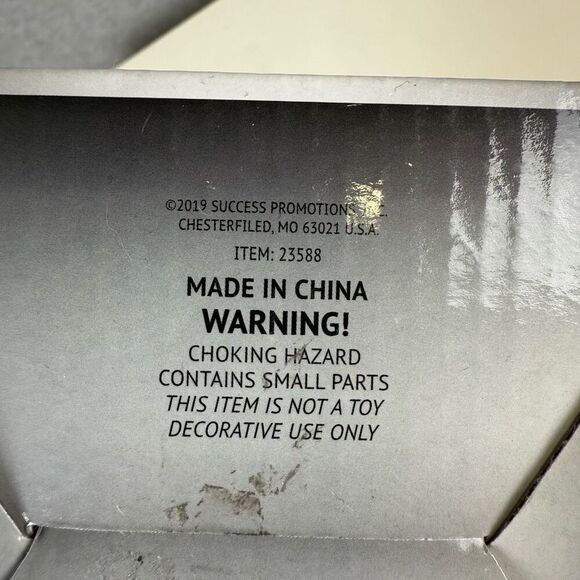 ©2019 SUCCESS PROMOTIONS, INC.
CHESTERFILED, MO 63021 U.S.A.
ITEM: 23588
MADE IN CHINA
WARNING!
CHOKING HAZARD
CONTAINS SMALL PARTS
THIS ITEM IS NOT A TOY
DECORATIVE USE ONLY